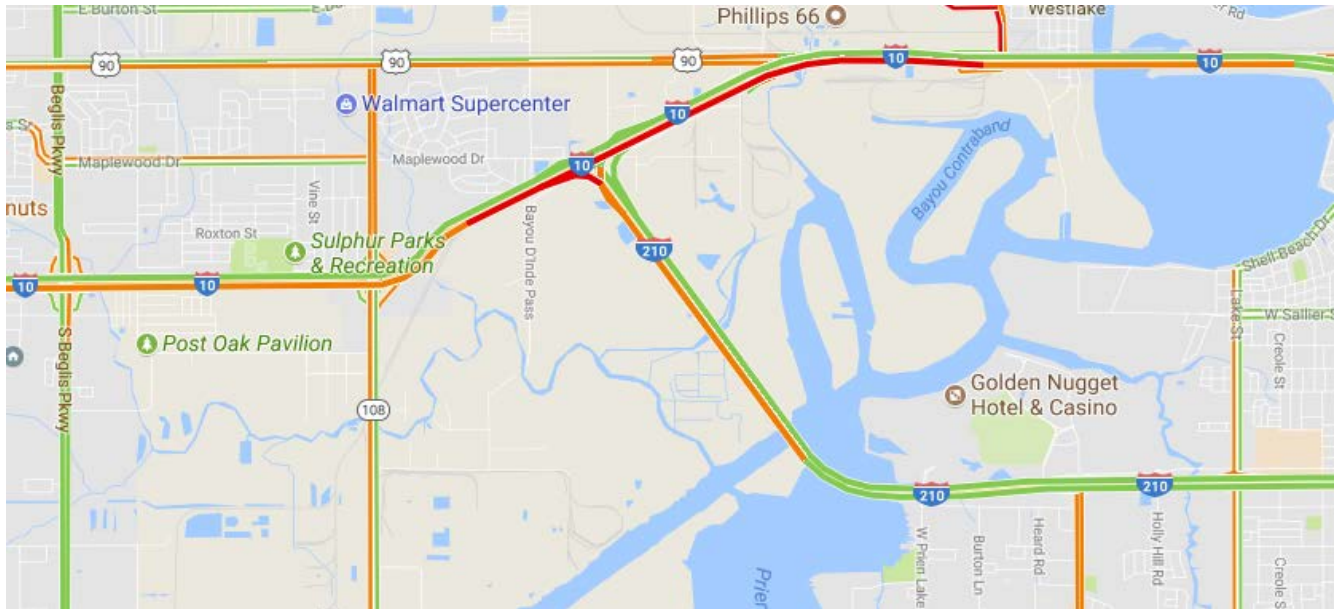 E Burton St
Phillips 66
Westlake
90
90
90
10
10
Walmart Supercenter
10
Beglis Pkwy
Maplewood Dr
Maplewood Dr
10
Bayou Contraband
Vine St
nuts
Roxton St
Sulphur Parks
& Recreation
Bayou D'Inde Pass
210
Shell Beach Dr
10
10
Lake St
W Sallier S
Post Oak Pavilion
S Beglis Pkwy
Creole St
Golden Nugget
Hotel & Casino
108
210
210
W Prien Lake
Burton Ln
Heard Rd
Holly Hill Rd
Creole St
Prien